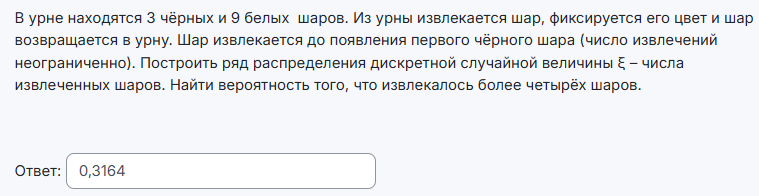 В урне находятся 3 чёрных и 9 белых шаров. Из урны извлекается шар, фиксируется его цвет и шар
возвращается в урну. Шар извлекается до появления первого чёрного шара (число извлечений
неограниченно). Построить ряд распределения дискретной случайной величины ξ – числа
извлеченных шаров. Найти вероятность того, что извлекалось более четырёх шаров.
Ответ: 0,3164